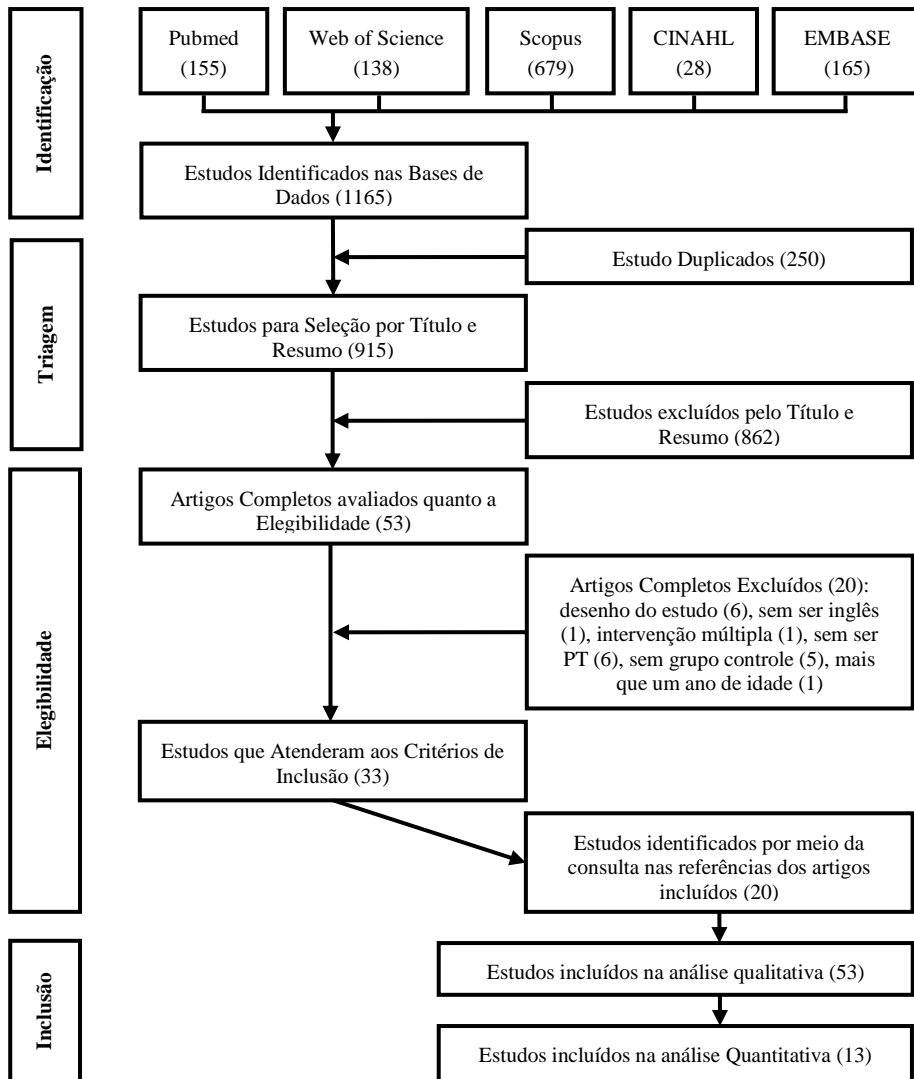 Identificação
Pubmed
(155)
Web of Science
(138)
Scopus
(679)
CINAHL
(28)
EMBASE
(165)
Estudos Identificados nas Bases de
Dados (1165)
Triagem
Estudo Duplicados (250)
Estudos para Seleção por Título e
Resumo (915)
Estudos excluídos pelo Título e
Resumo (862)
Elegibilidade
Artigos Completos avaliados quanto a
Elegibilidade (53)
Artigos Completos Excluídos (20):
desenho do estudo (6), sem ser inglês
(1), intervenção múltipla (1), sem ser
PT (6), sem grupo controle (5), mais
que um ano de idade (1)
Estudos que Atenderam aos Critérios de
Inclusão (33)
Estudos identificados por meio da
consulta nas referências dos artigos
incluídos (20)
Inclusão
Estudos incluídos na análise qualitativa (53)
Estudos incluídos na análise Quantitativa (13)